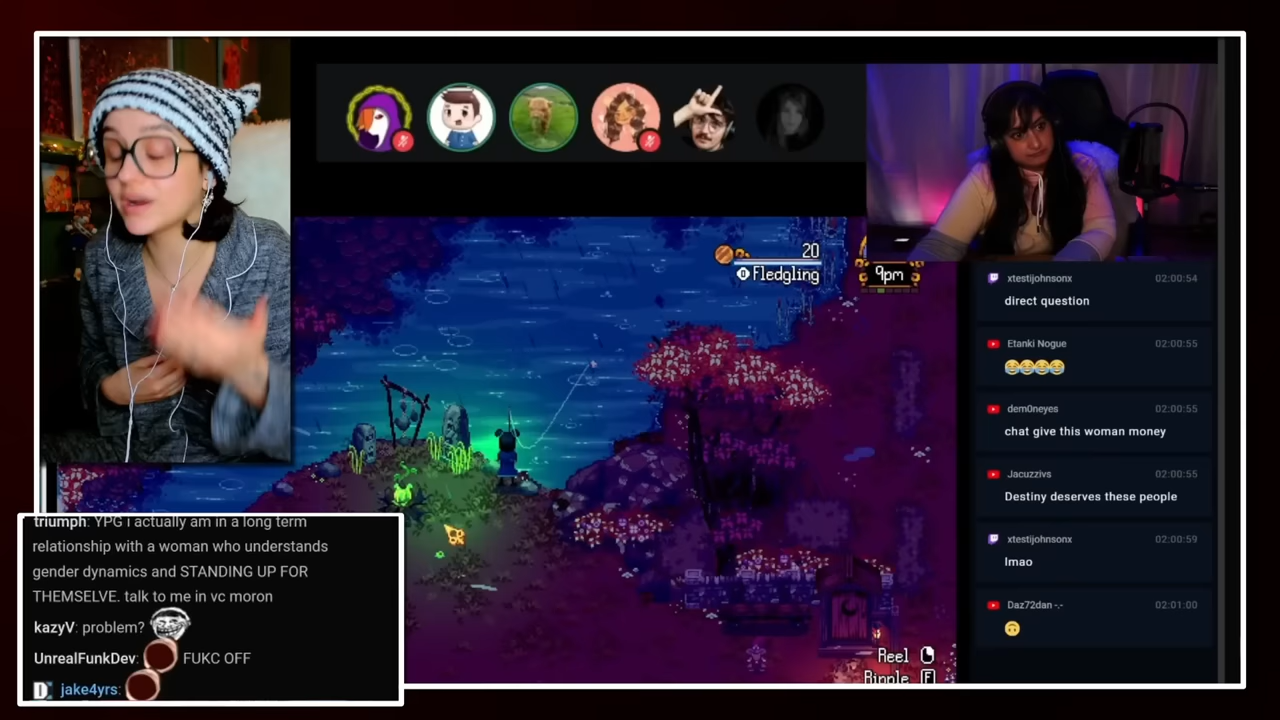 20
Fledgling
9pm
xtestijohnsonx 02:00:54
direct question
Etanki Nogue 02:00:55
😂😂😂😂
dem0neyes 02:00:55
chat give this woman money
Jacuzzivs 02:00:55
Destiny deserves these people
xtestijohnsonx 02:00:59
lmao
Daz72dan -.- 02:01:00
🙃
Reel
Ripple F
triumph: YPG i actually am in a long term
relationship with a woman who understands
gender dynamics and STANDING UP FOR
THEMSELVE. talk to me in vc moron
kazyV: problem?
UnrealFunkDev: FUKC OFF
D jake4yrs: